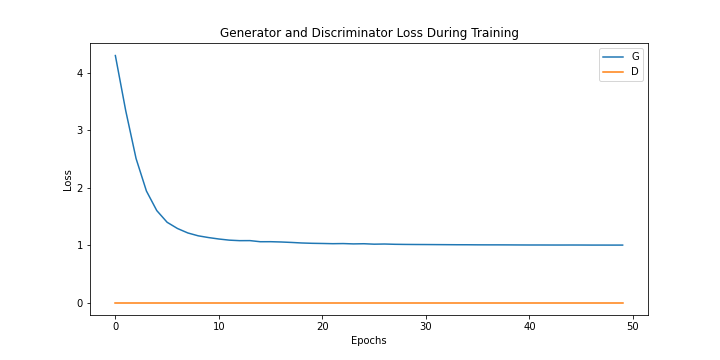 Generator and Discriminator Loss During Training
G
D
4
3
2
1
0
Loss
0 10 20 30 40 50
Epochs